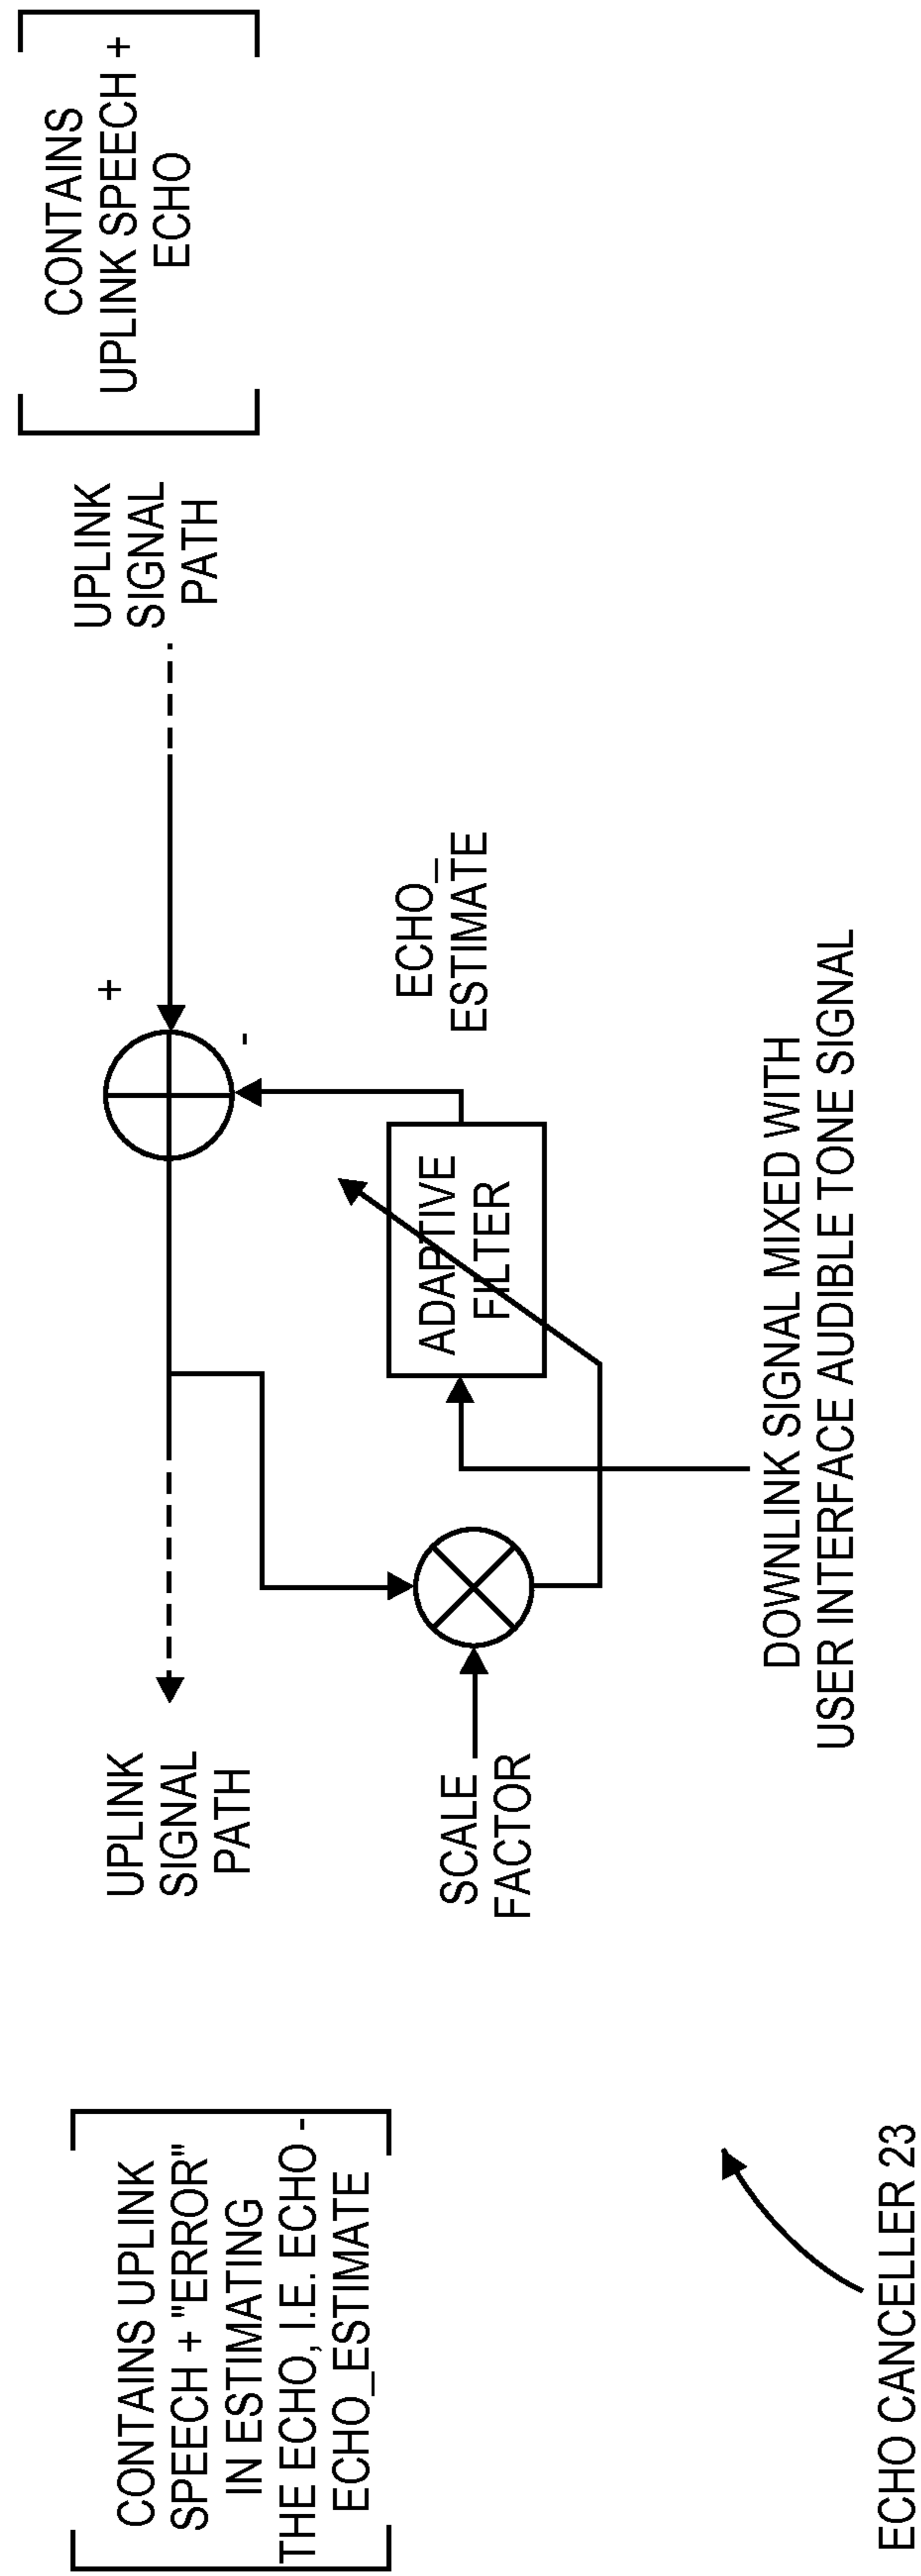 CONTAINS UPLINK
SPEECH + "ERROR"
IN ESTIMATING
THE ECHO, I.E. ECHO -
ECHO_ESTIMATE
UPLINK
SIGNAL
PATH
+
-
UPLINK
SIGNAL
PATH
CONTAINS
UPLINK SPEECH +
ECHO
SCALE
FACTOR
ADAPTIVE
FILTER
ECHO_
ESTIMATE
DOWNLINK SIGNAL MIXED WITH
USER INTERFACE AUDIBLE TONE SIGNAL
ECHO CANCELLER 23